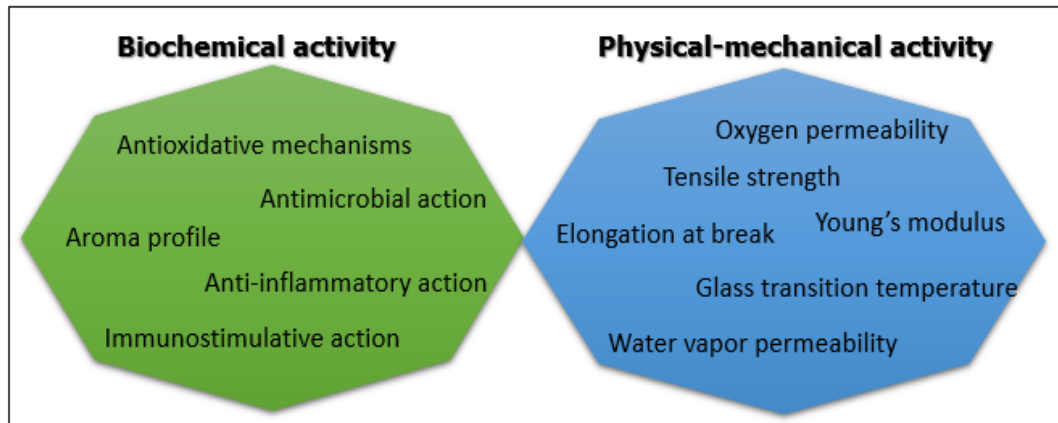 Biochemical activity
Antioxidative mechanisms
Antimicrobial action
Aroma profile
Anti-inflammatory action
Immunostimulative action
Physical-mechanical activity
Oxygen permeability
Tensile strength
Young’s modulus
Elongation at break
Glass transition temperature
Water vapor permeability